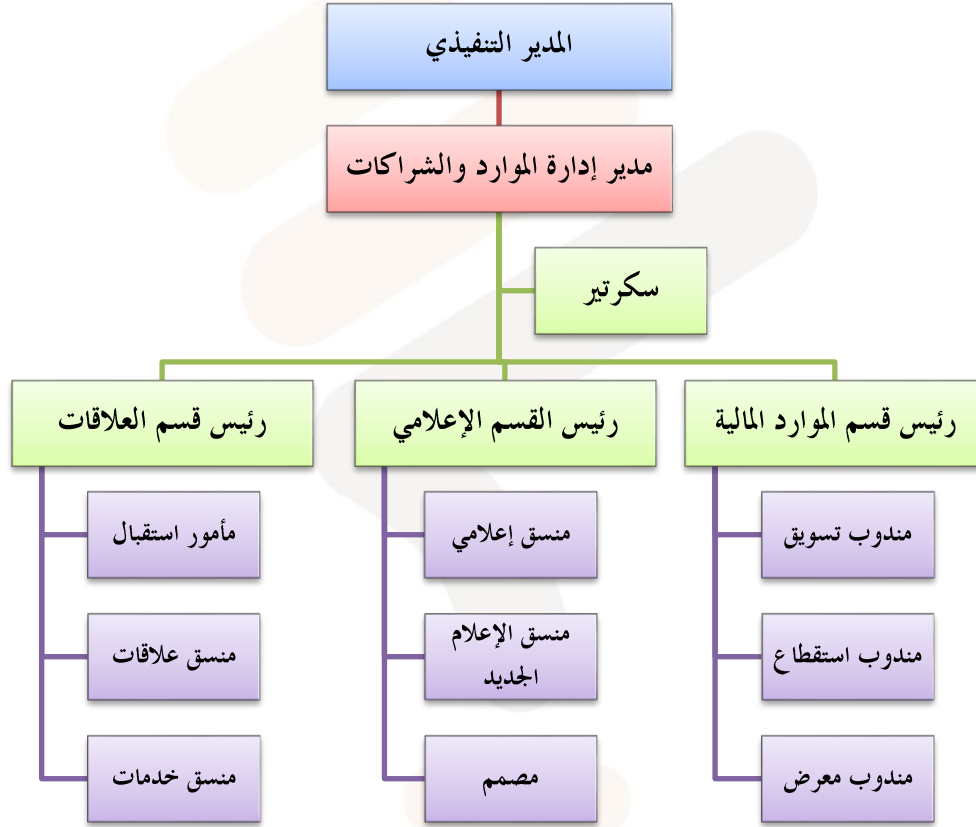 المدير التنفيذي
مدير إدارة الموارد والشراكات
سكرتير
رئيس قسم الموارد المالية
رئيس القسم الإعلامي
رئيس قسم العلاقات
مندوب تسويق
منسق إعلامي
مأمور استقبال
مندوب استقطاع
منسق الإعلام
الجديد
منسق علاقات
مندوب معرض
مصمم
منسق خدمات